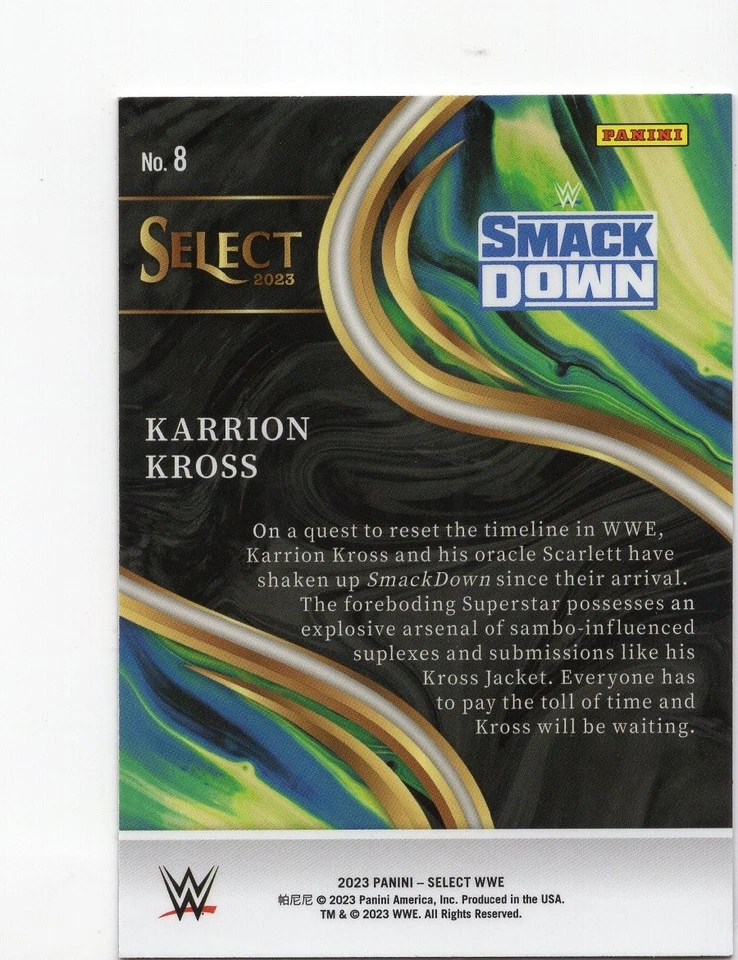 No. 8
PANINI
SELECT
2023
W
SMACK
DOWN
KARRION
KROSS
On a quest to reset the timeline in WWE,
Karrion Kross and his oracle Scarlett have
shaken up SmackDown since their arrival.
The foreboding Superstar possesses an
explosive arsenal of sambo-influenced
suplexes and submissions like his
Kross Jacket. Everyone has
to pay the toll of time and
Kross will be waiting.
W
2023 PANINI – SELECT WWE
帕尼尼 © 2023 Panini America, Inc. Produced in the USA.
TM & © 2023 WWE. All Rights Reserved.